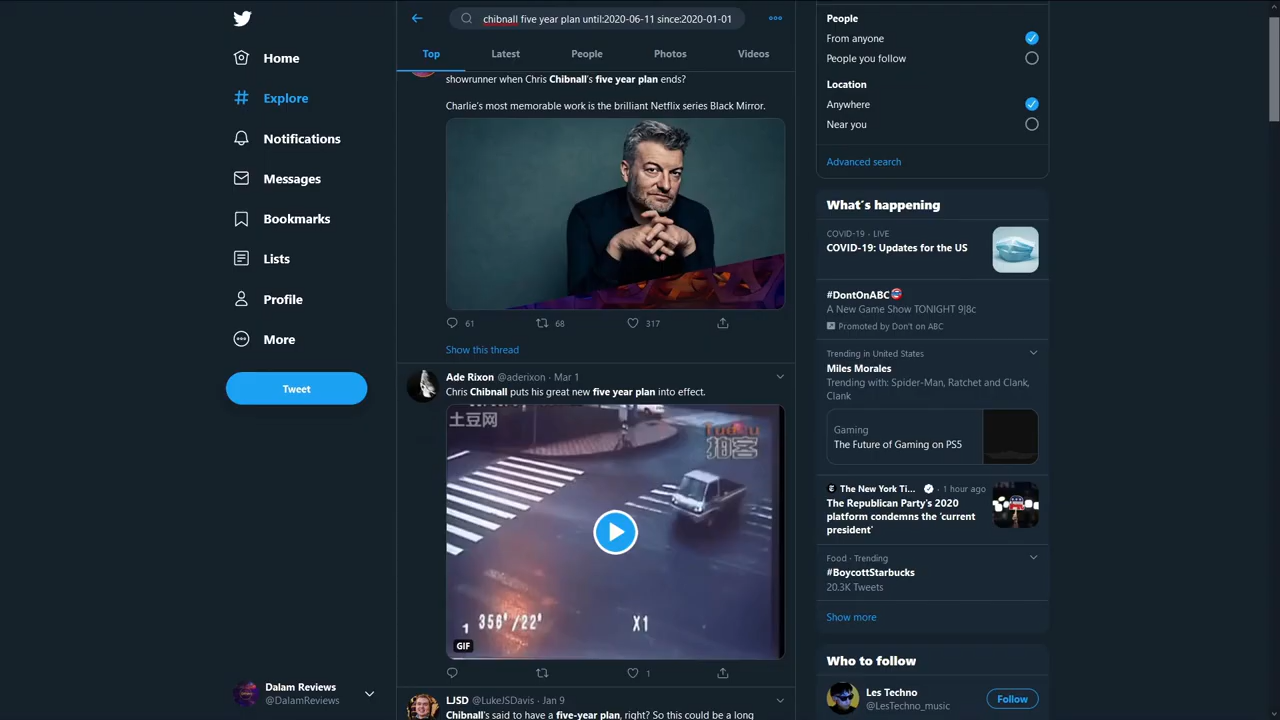 Home
Explore
Notifications
Messages
Bookmarks
Lists
Profile
More
Tweet
Dalam Reviews
@DalamReviews
chibnall five year plan until:2020-06-11 since:2020-01-01
Top
Latest
People
Photos
Videos
showrunner when Chris Chibnall's five year plan ends?
Charlie's most memorable work is the brilliant Netflix series Black Mirror.
61
68
317
Show this thread
Ade Rixon @aderixon · Mar 1
Chris Chibnall puts his great new five year plan into effect.
土豆网
拍客
1 356°/22° X1
GIF
1
LJSD @LukeJSDavis · Jan 9
Chibnall's said to have a five-year plan, right? So this could be a long
People
From anyone
People you follow
Location
Anywhere
Near you
Advanced search
What's happening
COVID-19 · LIVE
COVID-19: Updates for the US
#DontOnABC
A New Game Show TONIGHT 9|8c
Promoted by Don't on ABC
Trending in United States
Miles Morales
Trending with: Spider-Man, Ratchet and Clank,
Clank
Gaming
The Future of Gaming on PS5
The New York Ti... · 1 hour ago
The Republican Party's 2020
platform condemns the 'current
president'
Food · Trending
#BoycottStarbucks
20.3K Tweets
Show more
Who to follow
Les Techno
@LesTechno_music
Follow